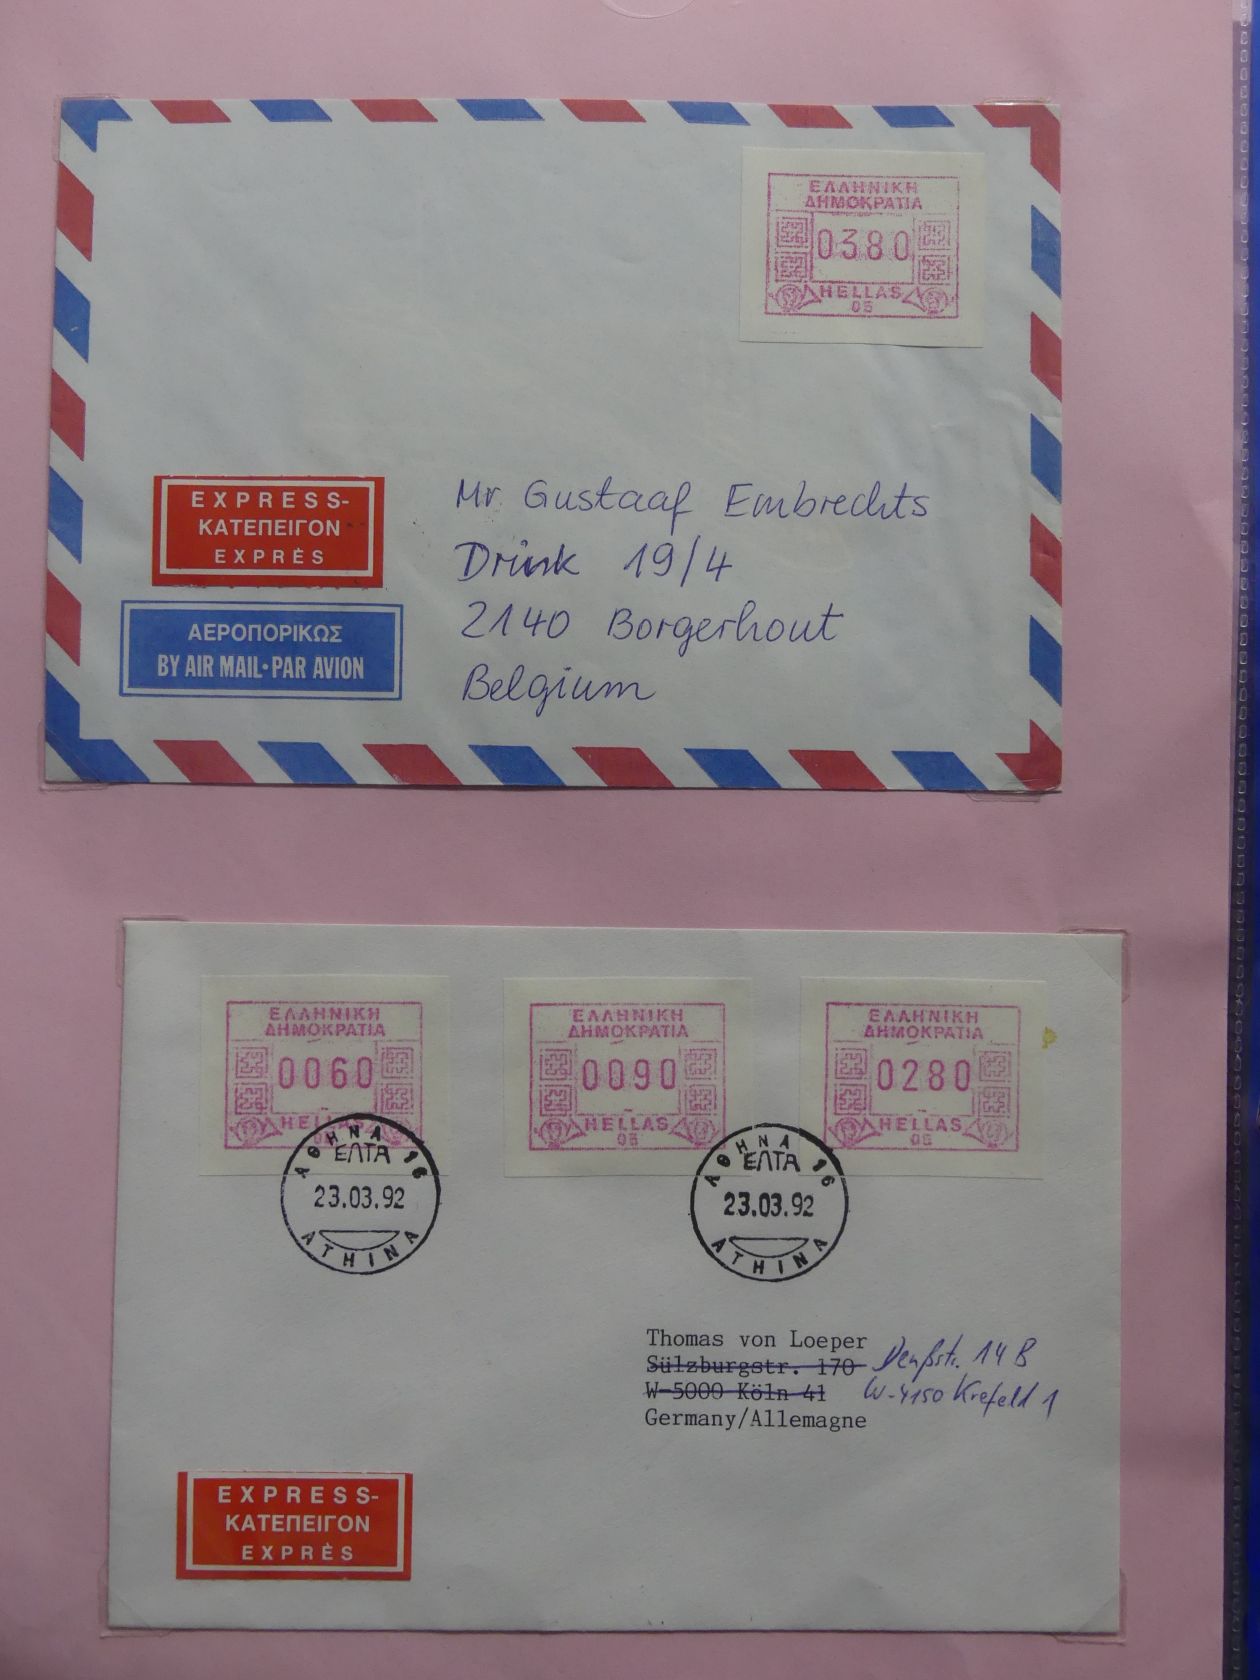 ΕΛΛΗΝΙΚΗ
ΔΗΜΟΚΡΑΤΙΑ
0380
HELLAS
05
EXPRESS-
ΚΑΤΕΠΕΙΓΟΝ
EXPRÈS
ΑΕΡΟΠΟΡΙΚΩΣ
BY AIR MAIL·PAR AVION
Mr Gustaaf Embrechts
Drink 19/4
2140 Borgerhout
Belgium
ΕΛΛΗΝΙΚΗ
ΔΗΜΟΚΡΑΤΙΑ
0060
HELLAS
05
ΕΛΛΗΝΙΚΗ
ΔΗΜΟΚΡΑΤΙΑ
0090
HELLAS
05
ΕΛΛΗΝΙΚΗ
ΔΗΜΟΚΡΑΤΙΑ
0280
HELLAS
05
ΑΘΗΝΑ 16
ΕΛΤΑ
23.03.92
ATHINA
ΑΘΗΝΑ 16
ΕΛΤΑ
23.03.92
ATHINA
Thomas von Loeper
Sülzburgstr. 170 14 B
W-5000 Köln 41 W-4150 Krefeld 1
Germany/Allemagne
EXPRESS-
ΚΑΤΕΠΕΙΓΟΝ
EXPRÈS